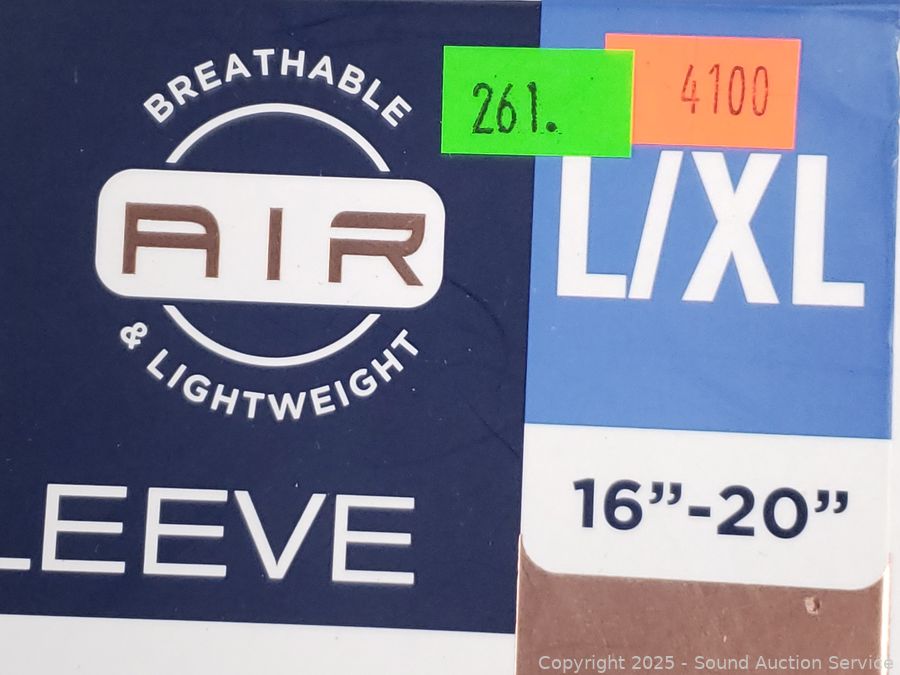 BREATHABLE
AIR
& LIGHTWEIGHT
261.
4100
L/XL
16”-20”
LEEVE
Copyright 2025 - Sound Auction Service